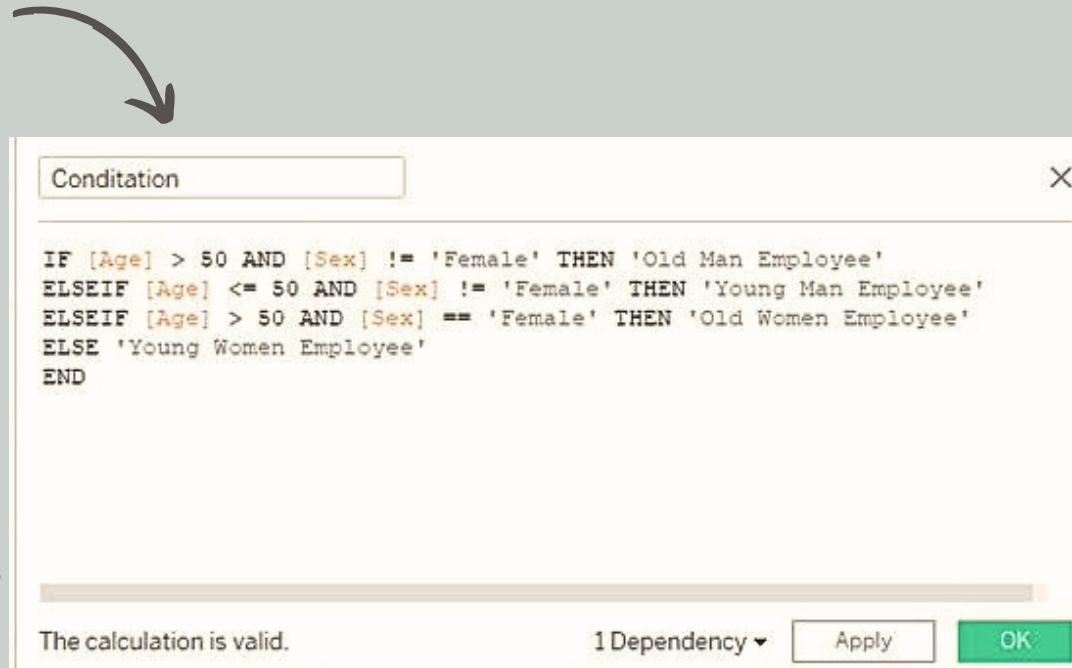 Conditation
IF [Age] > 50 AND [Sex] != 'Female' THEN 'Old Man Employee'
ELSEIF [Age] <= 50 AND [Sex] != 'Female' THEN 'Young Man Employee'
ELSEIF [Age] > 50 AND [Sex] == 'Female' THEN 'Old Women Employee'
ELSE 'Young Women Employee'
END
The calculation is valid. 1 Dependency Apply OK